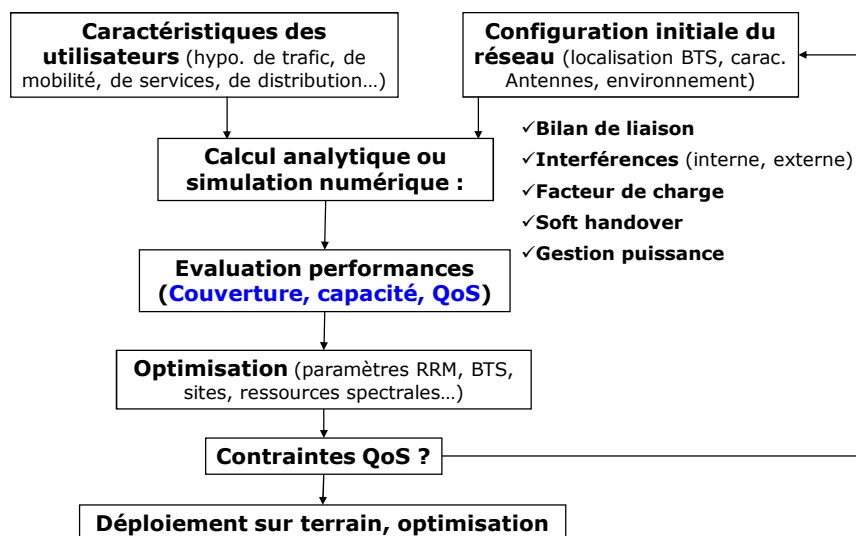 Caractéristiques des
utilisateurs (hypo. de trafic, de
mobilité, de services, de distribution…)
Configuration initiale du
réseau (localisation BTS, carac.
Antennes, environnement)
Calcul analytique ou
simulation numérique :
✓Bilan de liaison
✓Interférences (interne, externe)
✓Facteur de charge
✓Soft handover
✓Gestion puissance
Evaluation performances
(Couverture, capacité, QoS)
Optimisation (paramètres RRM, BTS,
sites, ressources spectrales…)
Contraintes QoS ?
Déploiement sur terrain, optimisation